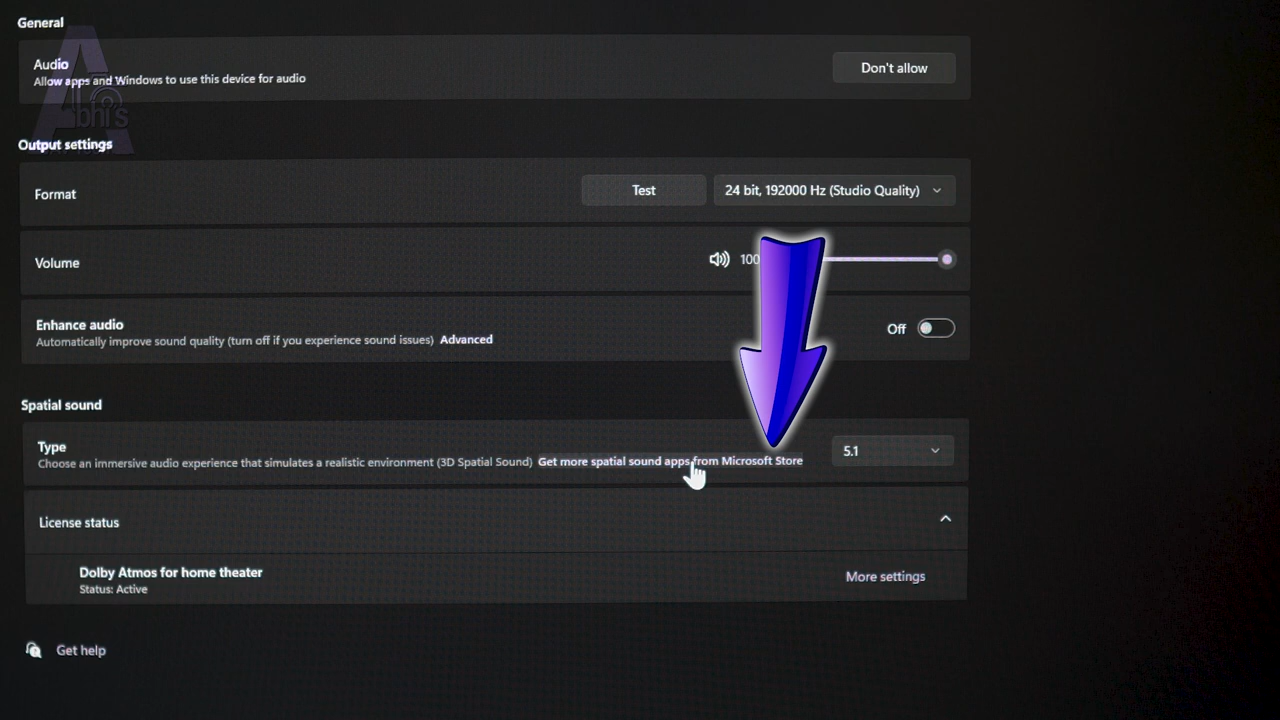 General
Audio
Allow apps and Windows to use this device for audio
Don't allow
Abhi's
Output settings
Format
Test
24 bit, 192000 Hz (Studio Quality)
Volume
100
Enhance audio
Automatically improve sound quality (turn off if you experience sound issues) Advanced
Off
Spatial sound
Type
Choose an immersive audio experience that simulates a realistic environment (3D Spatial Sound) Get more spatial sound apps from Microsoft Store
5.1
License status
Dolby Atmos for home theater
Status: Active
More settings
Get help